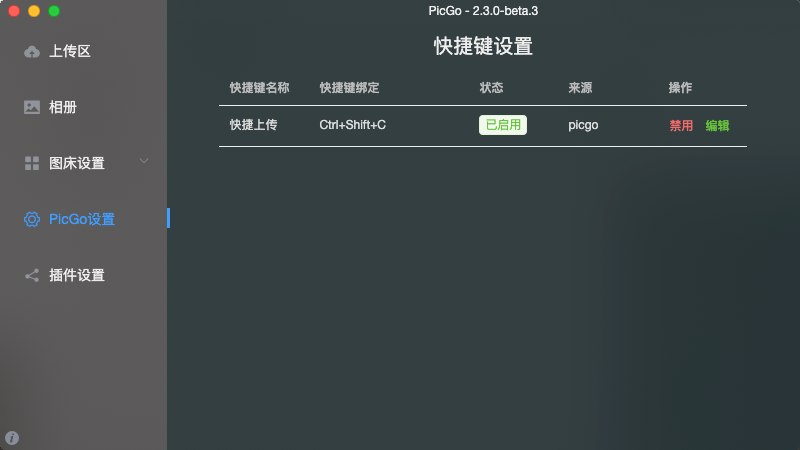 PicGo - 2.3.0-beta.3
上传区
相册
图床设置
PicGo设置
插件设置
快捷键设置
快捷键名称 快捷键绑定 状态 来源 操作
快捷上传 Ctrl+Shift+C 已启用 picgo 禁用 编辑
i